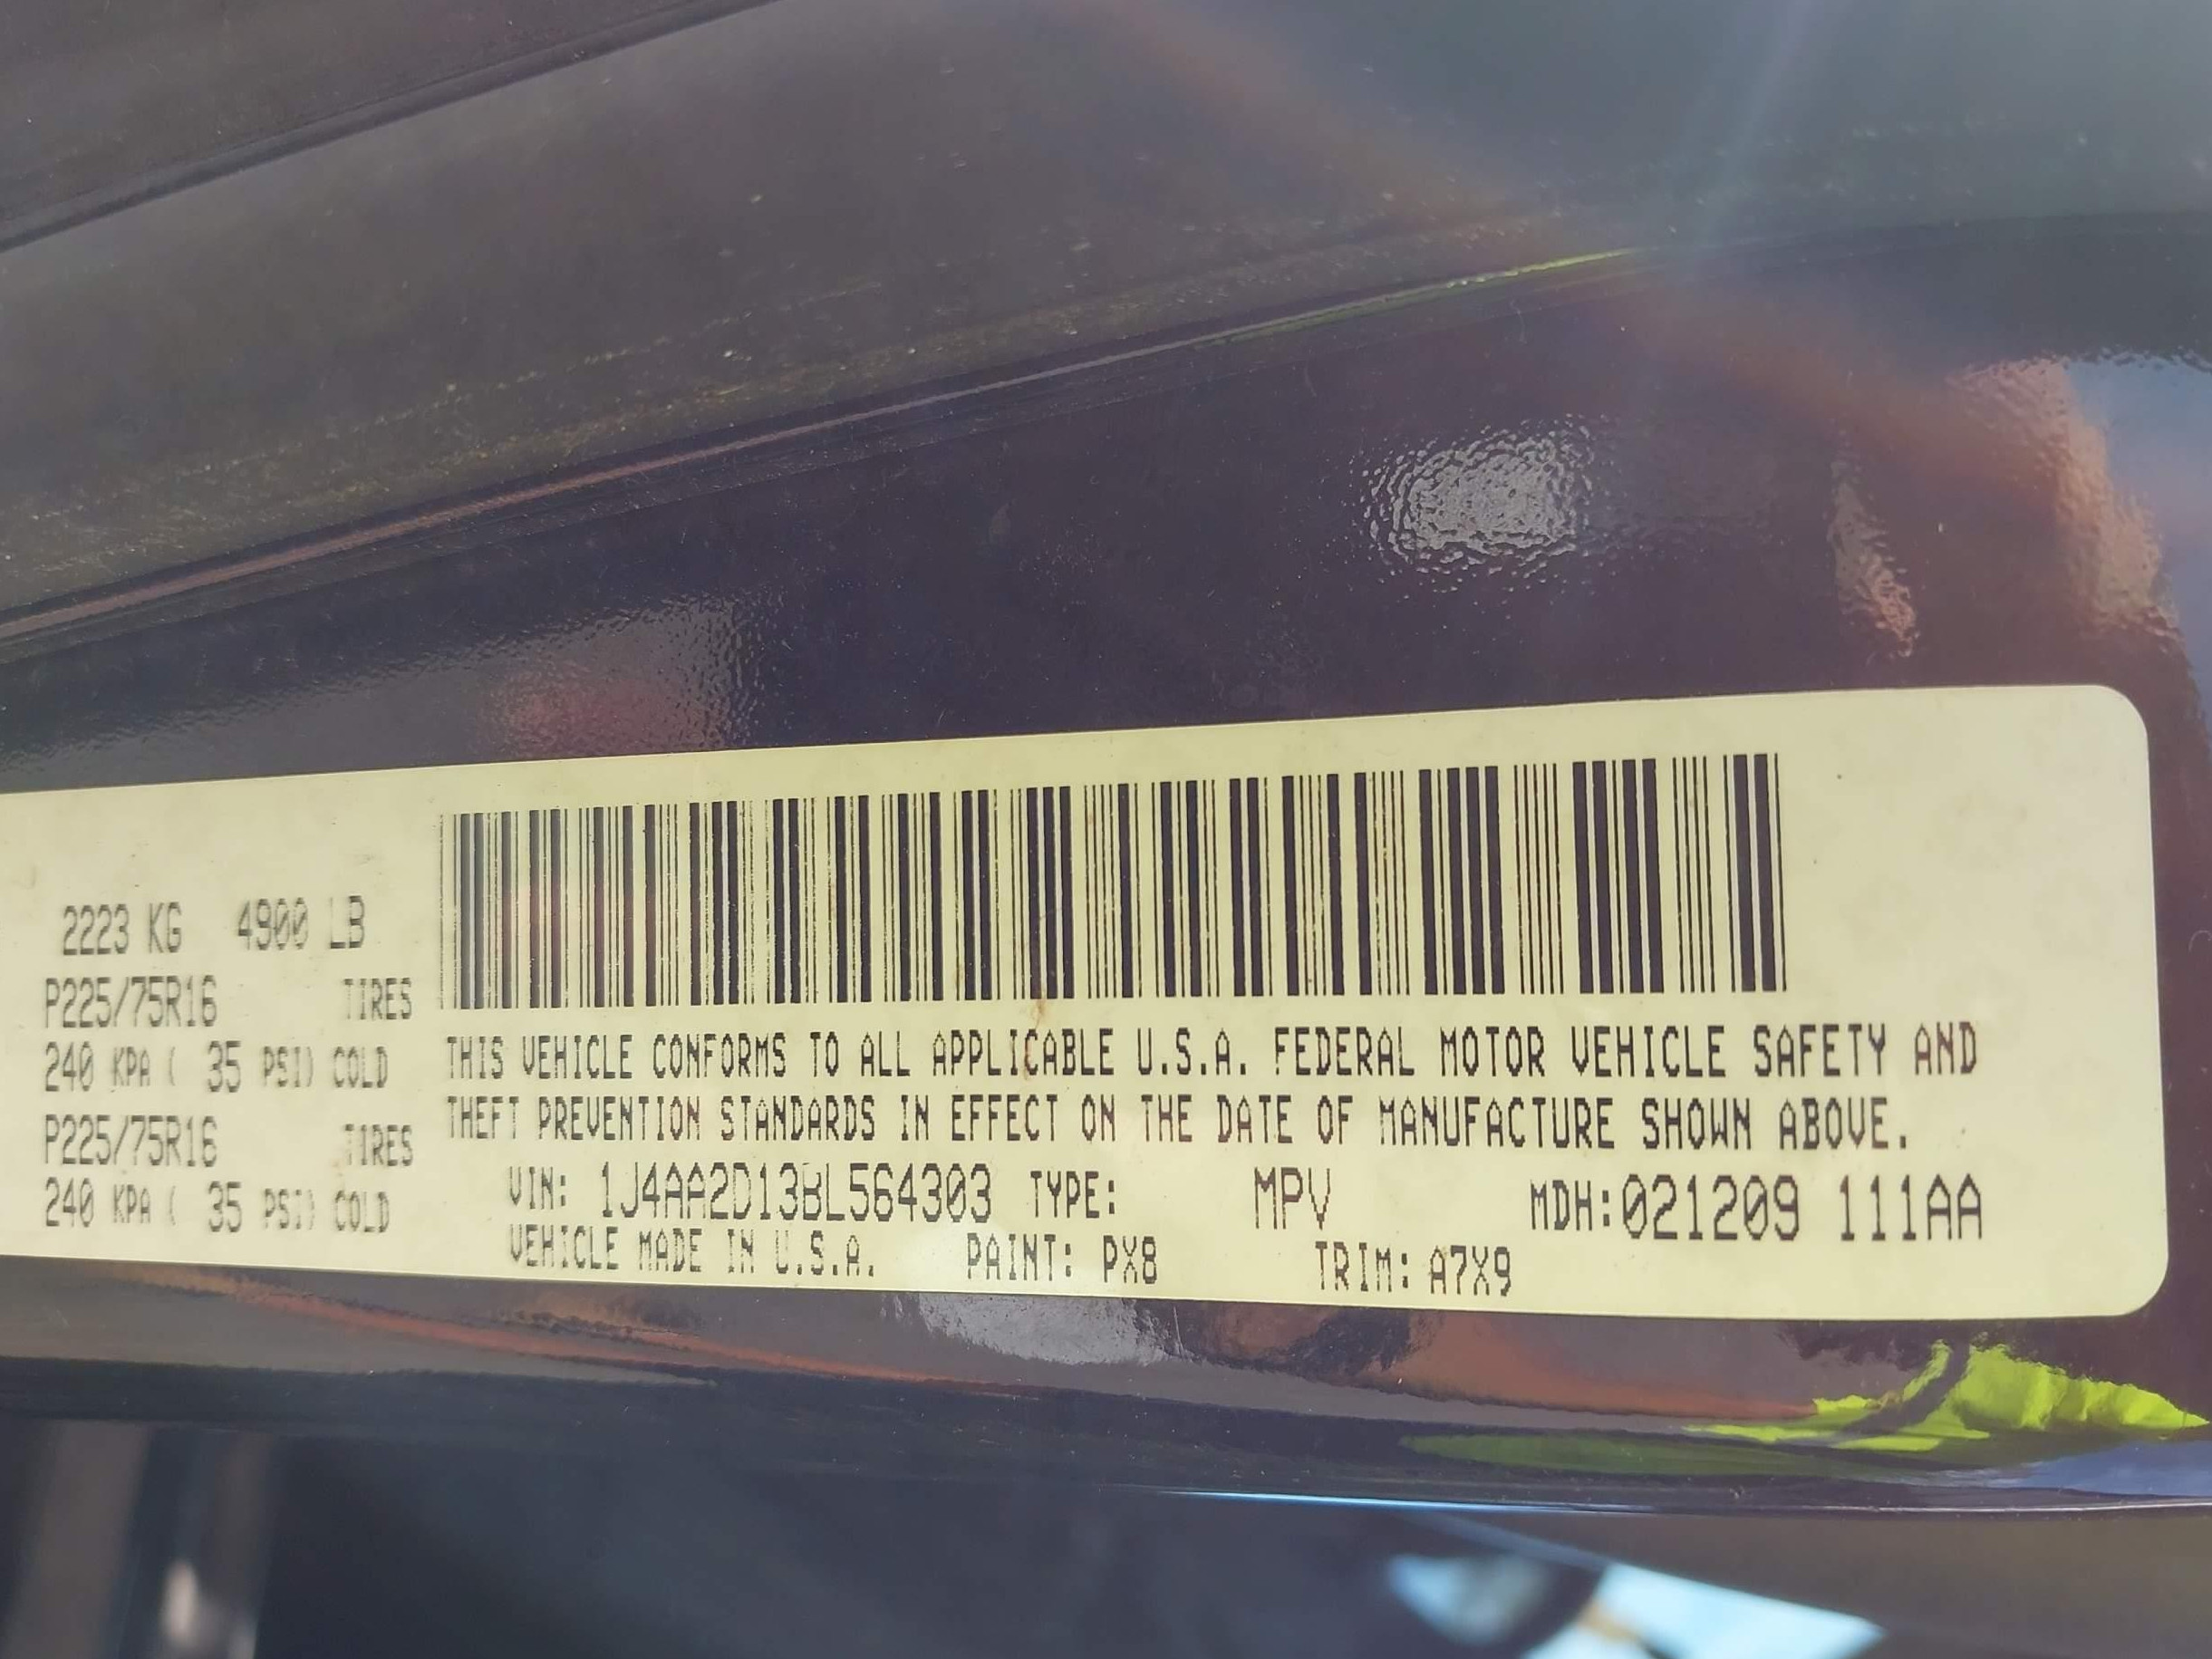 2223 KG 4900 LB
P225/75R16 TIRES
240 KPA ( 35 PSI) COLD
P225/75R16 TIRES
240 KPA ( 35 PSI) COLD
THIS VEHICLE CONFORMS TO ALL APPLICABLE U.S.A. FEDERAL MOTOR VEHICLE SAFETY AND
THEFT PREVENTION STANDARDS IN EFFECT ON THE DATE OF MANUFACTURE SHOWN ABOVE.
VIN: 1J4AA2D13BL564303 TYPE: MPV MDH:021209 111AA
VEHICLE MADE IN U.S.A. PAINT: PX8 TRIM: A7X9